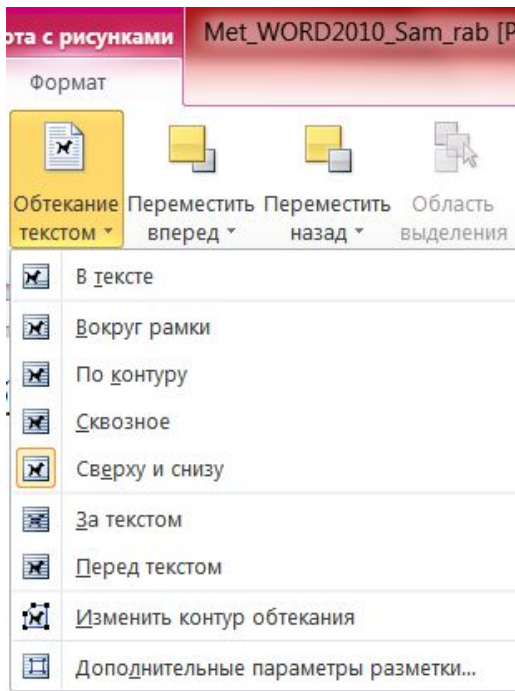 ота с рисунками Met_WORD2010_Sam_rab [P
Формат
Обтекание Переместить Переместить Область
текстом вперед назад выделения
В тексте
Вокруг рамки
По контуру
Сквозное
Сверху и снизу
За текстом
Перед текстом
Изменить контур обтекания
Дополнительные параметры разметки...